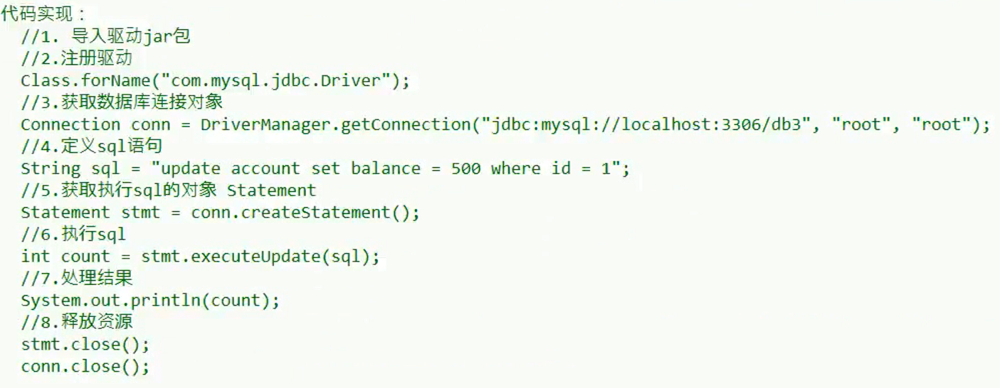 代码实现：
//1. 导入驱动jar包
//2.注册驱动
Class.forName("com.mysql.jdbc.Driver");
//3.获取数据库连接对象
Connection conn = DriverManager.getConnection("jdbc:mysql://localhost:3306/db3", "root", "root");
//4.定义sql语句
String sql = "update account set balance = 500 where id = 1";
//5.获取执行sql的对象 Statement
Statement stmt = conn.createStatement();
//6.执行sql
int count = stmt.executeUpdate(sql);
//7.处理结果
System.out.println(count);
//8.释放资源
stmt.close();
conn.close();